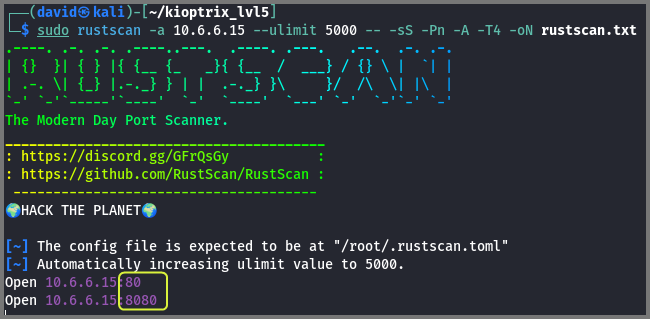 (david㉿kali)-[~/kioptrix_lvl5]
$ sudo rustscan -a 10.6.6.15 --ulimit 5000 -- -sS -Pn -A -T4 -oN rustscan.txt
.----. .-. .-. .----..---.  .----. .---.   .--.  .-. .-.
| {}  }| { } |{ {__ {_   _}{ {__  /  ___} / {} \ |  `| |
| .-. \| {_} |.-._} } | |  .-._} }\     }/  /\  \| |\  |
`-' `-'`-----'`----'  `-'  `----'  `---' `-'  `-'`-' `-'
The Modern Day Port Scanner.
________________________________________
: https://discord.gg/GFrQsGy           :
: https://github.com/RustScan/RustScan :
 --------------------------------------
🌍HACK THE PLANET🌍
[~] The config file is expected to be at "/root/.rustscan.toml"
[~] Automatically increasing ulimit value to 5000.
Open 10.6.6.15:80
Open 10.6.6.15:8080